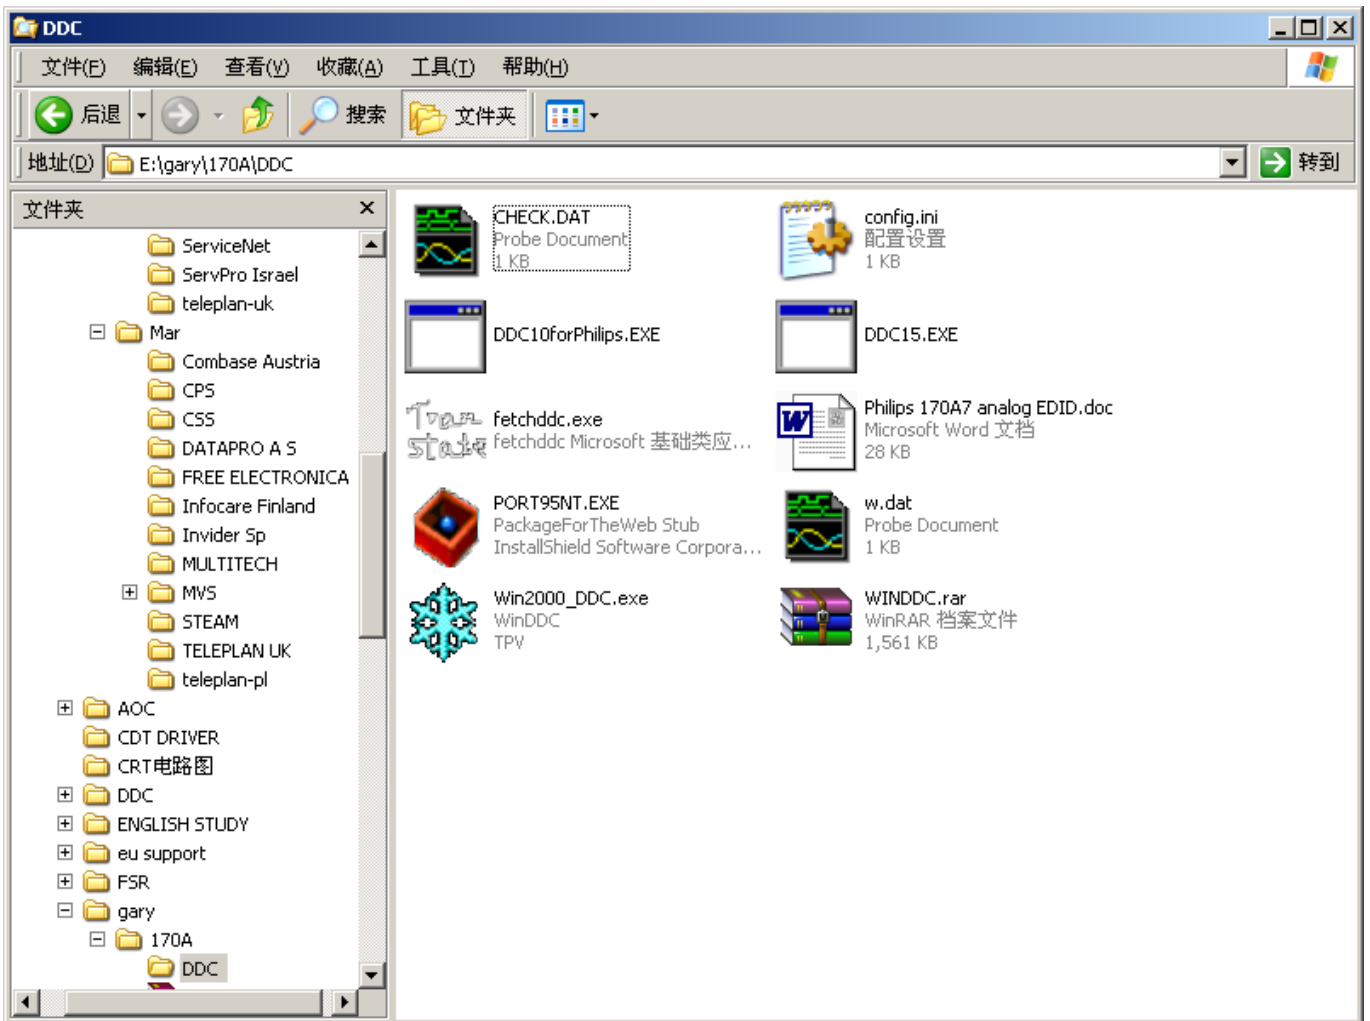 DDC
文件(F) 编辑(E) 查看(V) 收藏(A) 工具(T) 帮助(H)
后退 搜索 文件夹
地址(D) E:\gary\170A\DDC 转到
文件夹
ServiceNet
ServPro Israel
teleplan-uk
Mar
Combase Austria
CPS
CSS
DATAPRO A S
FREE ELECTRONICA
Infocare Finland
Invider Sp
MULTITECH
MVS
STEAM
TELEPLAN UK
teleplan-pl
AOC
CDT DRIVER
CRT电路图
DDC
ENGLISH STUDY
eu support
FSR
gary
170A
DDC
CHECK.DAT
Probe Document
1 KB
config.ini
配置设置
1 KB
DDC10forPhilips.EXE
DDC15.EXE
fetchddc.exe
fetchddc Microsoft 基础类应...
Philips 170A7 analog EDID.doc
Microsoft Word 文档
28 KB
PORT95NT.EXE
PackageForTheWeb Stub
InstallShield Software Corpora...
w.dat
Probe Document
1 KB
Win2000_DDC.exe
WinDDC
TPV
WINDDC.rar
WinRAR 档案文件
1,561 KB